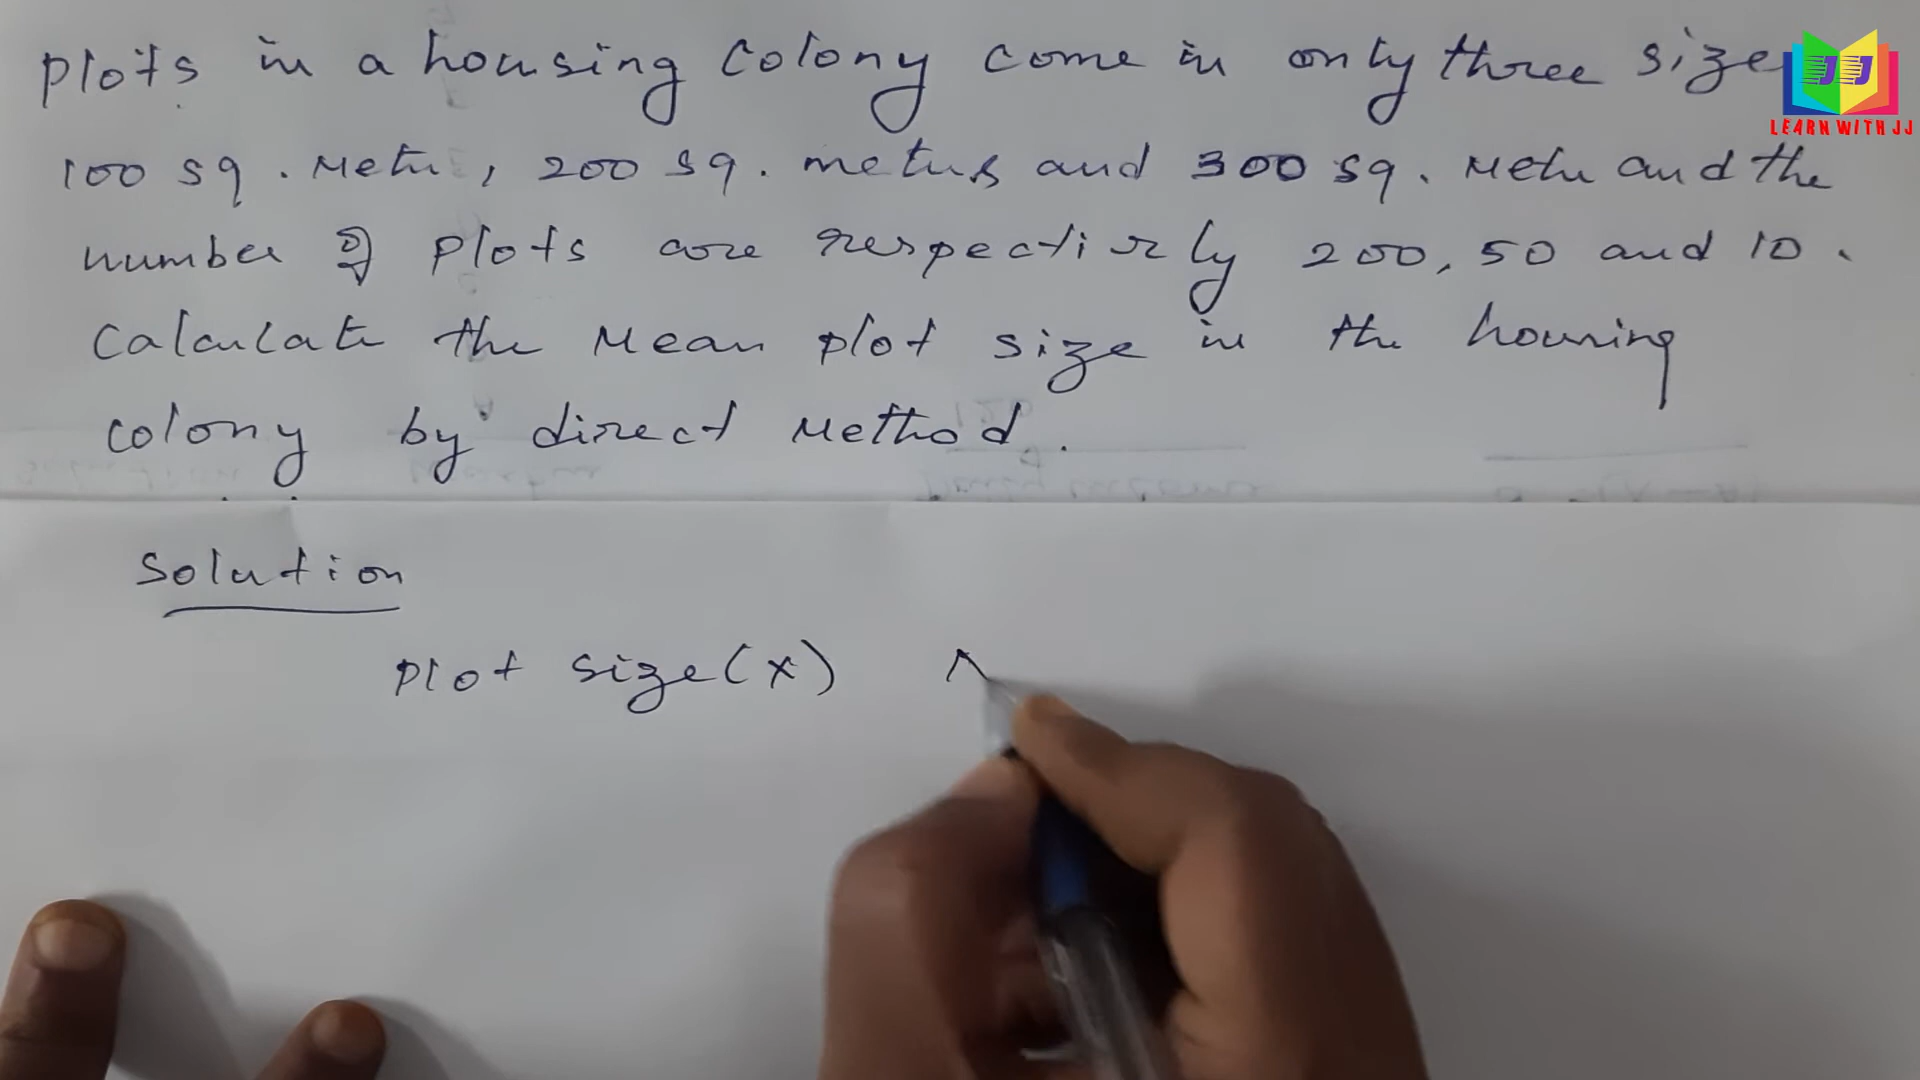 Plots in a housing colony come in only three size
100 sq. Metre, 200 sq. metres and 300 sq. Metre and the
number of plots are respectively 200, 50 and 10.
Calculate the Mean plot size in the housing
colony by direct Method.
Solution
Plot size (x)
JJ
LEARN WITH JJ